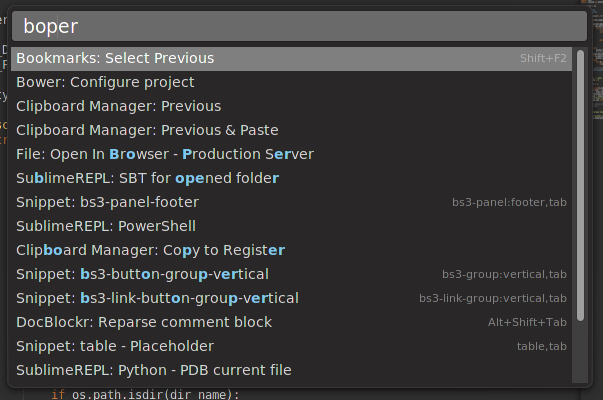 boper
Bookmarks: Select Previous Shift+F2
Bower: Configure project
Clipboard Manager: Previous
Clipboard Manager: Previous & Paste
File: Open In Browser - Production Server
SublimeREPL: SBT for opened folder
Snippet: bs3-panel-footer bs3-panel:footer,tab
SublimeREPL: PowerShell
Clipboard Manager: Copy to Register
Snippet: bs3-button-group-vertical bs3-group:vertical,tab
Snippet: bs3-link-button-group-vertical bs3-link-group:vertical,tab
DocBlockr: Reparse comment block Alt+Shift+Tab
Snippet: table - Placeholder table,tab
SublimeREPL: Python - PDB current file
if os.path.isdir(dir_name):